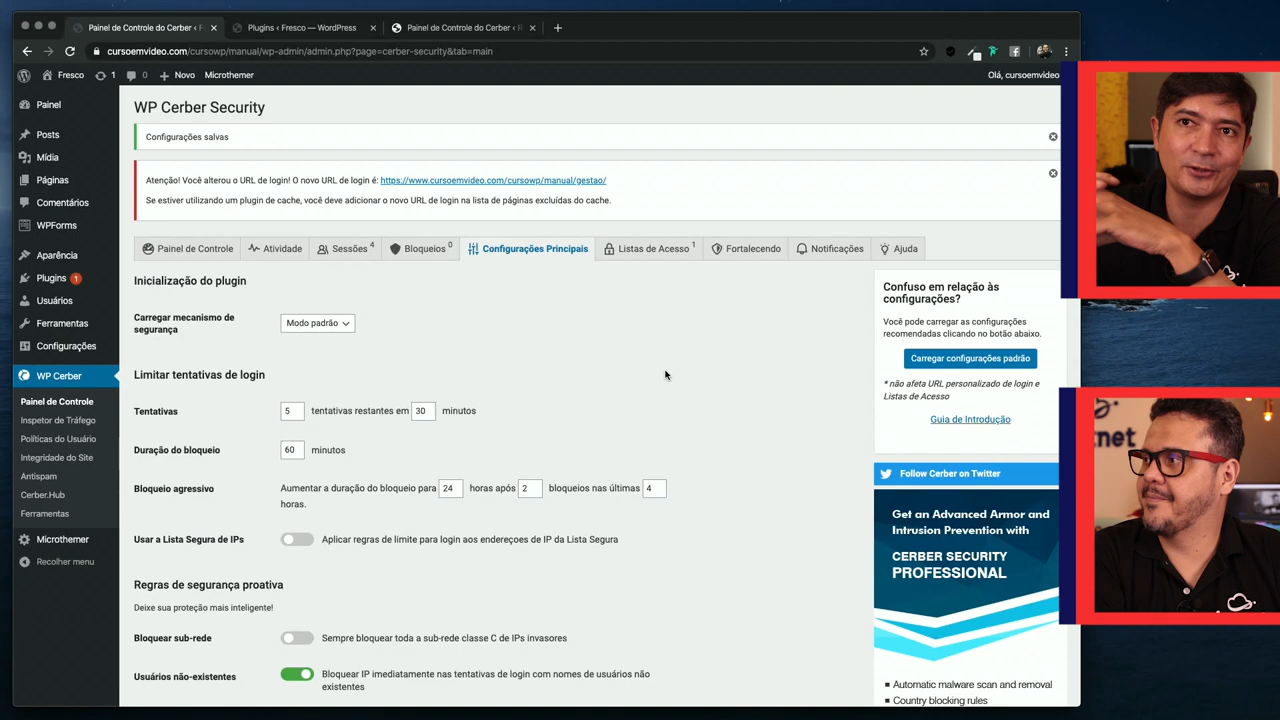 Painel de Controle do Cerber ‹ F
Plugins ‹ Fresco — WordPress
Painel de Controle do Cerber ‹ R
cursoemvideo.com/cursowp/manual/wp-admin/admin.php?page=cerber-security&tab=main
Fresco
1
0
Novo
Microthemer
Olá, cursoemvideo
Painel
Posts
Mídia
Páginas
Comentários
WPForms
Aparência
Plugins 1
Usuários
Ferramentas
Configurações
WP Cerber
Painel de Controle
Inspetor de Tráfego
Políticas do Usuário
Integridade do Site
Antispam
Cerber.Hub
Ferramentas
Microthemer
Recolher menu
WP Cerber Security
Configurações salvas
Atenção! Você alterou o URL de login! O novo URL de login é: https://www.cursoemvideo.com/cursowp/manual/gestao/
Se estiver utilizando um plugin de cache, você deve adicionar o novo URL de login na lista de páginas excluídas do cache.
Painel de Controle
Atividade
Sessões 4
Bloqueios 0
Configurações Principais
Listas de Acesso 1
Fortalecendo
Notificações
Ajuda
Inicialização do plugin
Carregar mecanismo de
segurança
Modo padrão
Limitar tentativas de login
Tentativas
5 tentativas restantes em 30 minutos
Duração do bloqueio
60 minutos
Bloqueio agressivo
Aumentar a duração do bloqueio para 24 horas após 2 bloqueios nas últimas 4
horas.
Usar a Lista Segura de IPs
Aplicar regras de limite para login aos endereçoes de IP da Lista Segura
Regras de segurança proativa
Deixe sua proteção mais inteligente!
Bloquear sub-rede
Sempre bloquear toda a sub-rede classe C de IPs invasores
Usuários não-existentes
Bloquear IP imediatamente nas tentativas de login com nomes de usuários não
existentes
Confuso em relação às
configurações?
Você pode carregar as configurações
recomendadas clicando no botão abaixo.
Carregar configurações padrão
* não afeta URL personalizado de login e
Listas de Acesso
Guia de Introdução
Follow Cerber on Twitter
Get an Advanced Armor and
Intrusion Prevention with
CERBER SECURITY
PROFESSIONAL
Automatic malware scan and removal
Country blocking rules